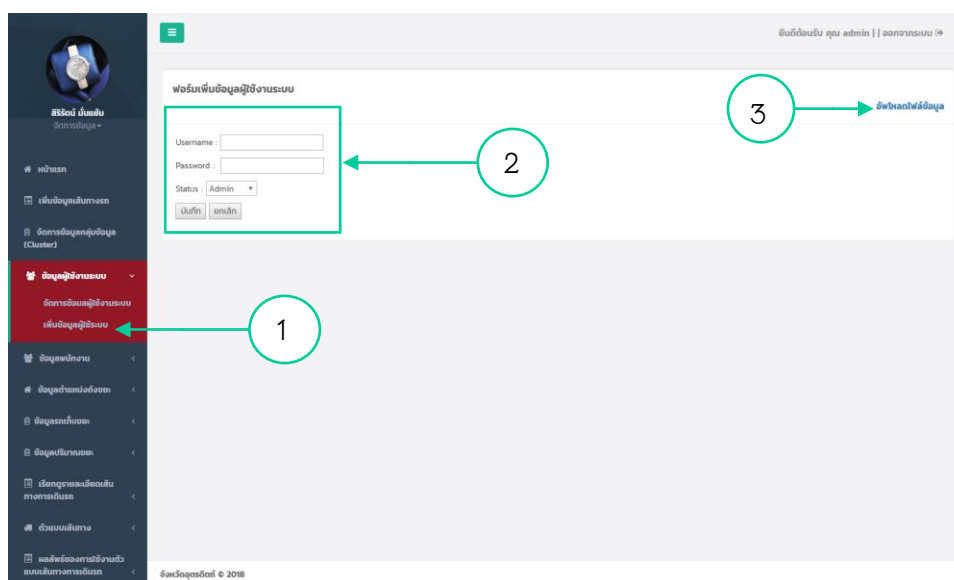 ยินดีต้อนรับ คุณ admin || ออกจากระบบ
สิริรัตน์ มั่นแย้ม
จัดการข้อมูล
ฟอร์มเพิ่มข้อมูลผู้ใช้งานระบบ
อัพโหลดไฟล์ข้อมูล
3
Username :
Password :
Status : Admin
บันทึก ยกเลิก
2
หน้าแรก
เพิ่มข้อมูลเส้นทางรถ
จัดการข้อมูลกลุ่มข้อมูล
(Cluster)
ข้อมูลผู้ใช้งานระบบ
จัดการข้อมลผู้ใช้งานระบบ
เพิ่มข้อมูลผู้ใช้ระบบ
1
ข้อมูลพนักงาน
ข้อมูลตำแหน่งถังขยะ
ข้อมูลรถเก็บขยะ
ข้อมูลปริมาณขยะ
เรียกดูรายละเอียดเส้น
ทางการเดินรถ
ตัวแบบเส้นทาง
ผลลัพธ์ของการใช้งานตัว
แบบเส้นทางการเดินรถ
จังหวัดอุตรดิตถ์ © 2018